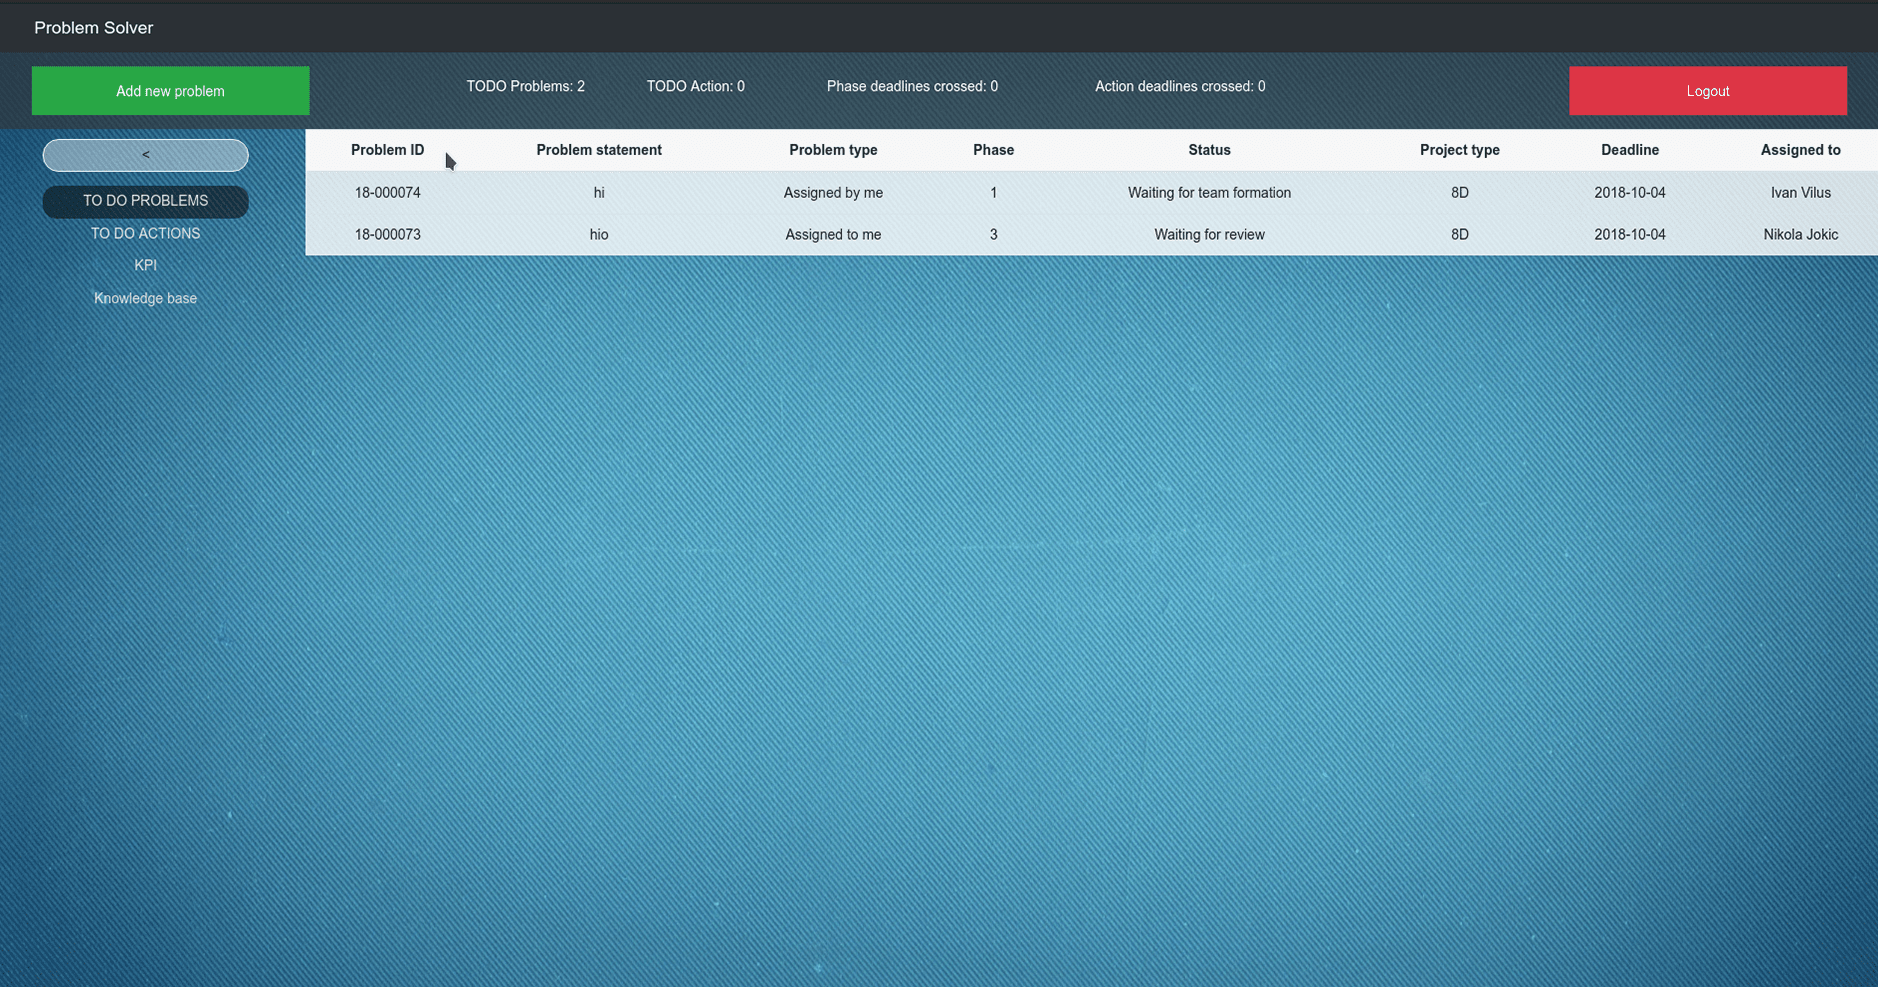 Problem Solver
Add new problem
TODO Problems: 2 TODO Action: 0 Phase deadlines crossed: 0 Action deadlines crossed: 0
Logout
<
TO DO PROBLEMS
TO DO ACTIONS
KPI
Knowledge base
Problem ID Problem statement Problem type Phase Status Project type Deadline Assigned to
18-000074 hi Assigned by me 1 Waiting for team formation 8D 2018-10-04 Ivan Vilus
18-000073 hio Assigned to me 3 Waiting for review 8D 2018-10-04 Nikola Jokic